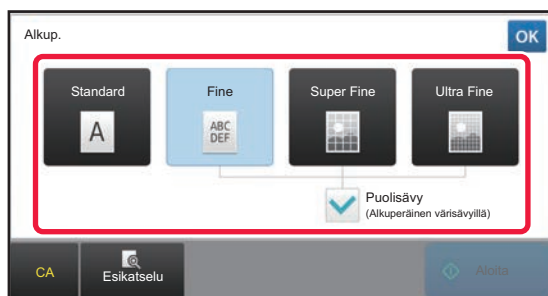 Alkup.
OK
Standard
Fine
Super Fine
Ultra Fine
A
ABC
DEF
Puolisävy
(Alkuperäinen värisävyillä)
CA
Esikatselu
Aloita